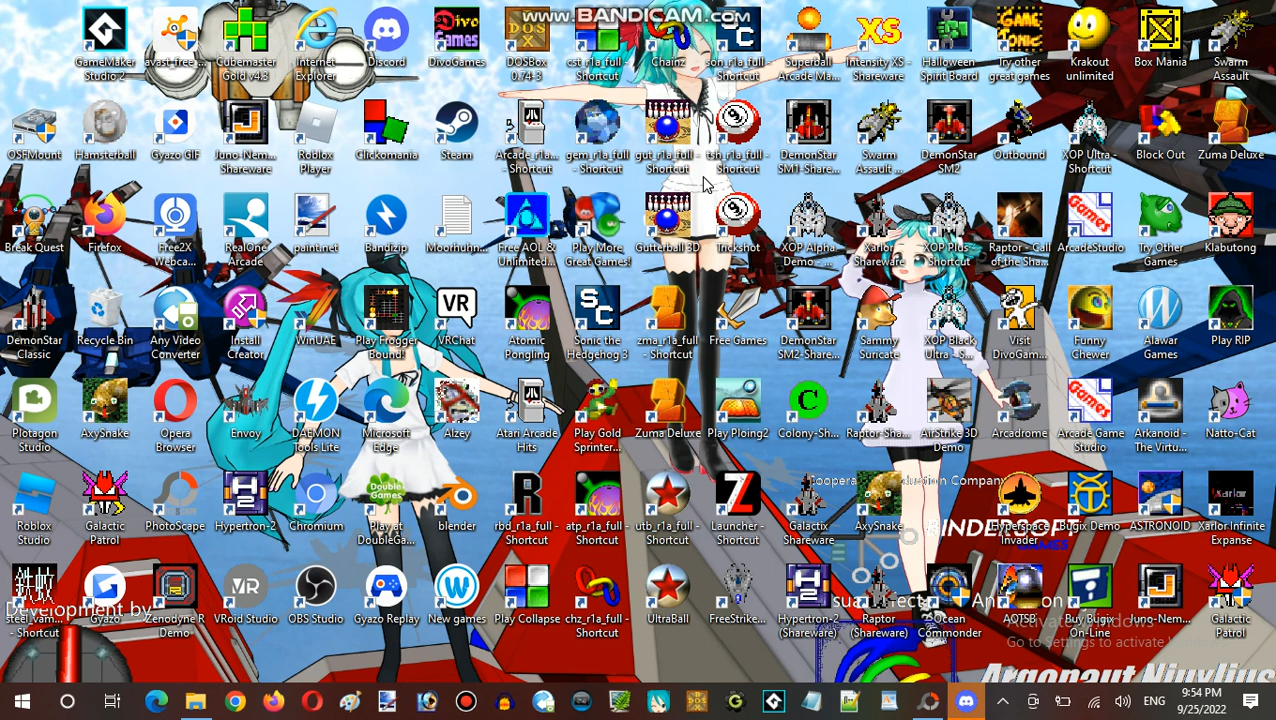 WWW.BANDICAM.COM
GameMaker Studio 2
avast_free_...
Cubemaster Gold v4.3
Internet Explorer
Discord
DivoGames
DOSBox 0.74-3
cst_r1a_full - Shortcut
Chainz
son_r1a_full - Shortcut
Superball Arcade Ma...
Intensity XS - Shareware
Halloween Spirit Board
Try other great games
Krakout unlimited
Box Mania
Swarm Assault
OSFMount
Hamsterball
Gyazo GIF
Juno-Nem... Shareware
Roblox Player
Clickomania
Steam
Arcade_r1a... - Shortcut
gem_r1a_full - Shortcut
gut_r1a_full - Shortcut
tsh_r1a_full - Shortcut
DemonStar SM1-Share...
Swarm Assault ...
DemonStar SM2
Outbound
XOP Ultra - Shortcut
Block Out
Zuma Deluxe
Break Quest
Firefox
Free2X Webca...
RealOne Arcade
paint.net
Bandizip
Moorhuhn...
Free AOL & Unlimited...
Play More Great Games!
Gutterball 3D
Trickshot
XOP Alpha Demo - ...
Xarlor Shareware
XOP Plus - Shortcut
Raptor - Call of the Sha...
ArcadeStudio
Try Other Games
Klabutong
DemonStar Classic
Recycle Bin
Any Video Converter
Install Creator
WinUAE
Play Frogger Bound!
VRChat
Atomic Pongling
Sonic the Hedgehog 3
zma_r1a_full - Shortcut
Free Games
DemonStar SM2-Share...
Sammy Suricate
XOP Black Ultra - S...
Visit DivoGam...
Funny Chewer
Alawar Games
Play RIP
Plotagon Studio
AxySnake
Opera Browser
Envoy
DAEMON Tools Lite
Microsoft Edge
Alzey
Atari Arcade Hits
Play Gold Sprinter...
Zuma Deluxe
Play Ploing2
Colony-Sh...
Raptor Sha...
AirStrike 3D Demo
Arcadrome
Arcade Game Studio
Arkanoid - The Virtu...
Natto-Cat
Roblox Studio
Galactic Patrol
PhotoScape
Hypertron-2
Chromium
Play at DoubleGa...
blender
rbd_r1a_full - Shortcut
atp_r1a_full - Shortcut
utb_r1a_full - Shortcut
Launcher - Shortcut
Galactix Shareware
AxySnake
Hyperspace Invader
Bugix Demo
ASTRONOID
Xarlor Infinite Expanse
steel_vam... - Shortcut
Gyazo
Zenodyne R Demo
VRoid Studio
OBS Studio
Gyazo Replay
New games
Play Collapse
chz_r1a_full - Shortcut
UltraBall
FreeStrike...
Hypertron-2 (Shareware)
Raptor (Shareware)
Ocean Commander
AOTSB
Buy Bugix On-Line
Juno-Nem... Shareware
Galactic Patrol
Development by
Activate Windows
Go to Settings to activate Windows.
ENG
9:54 PM
9/25/2022